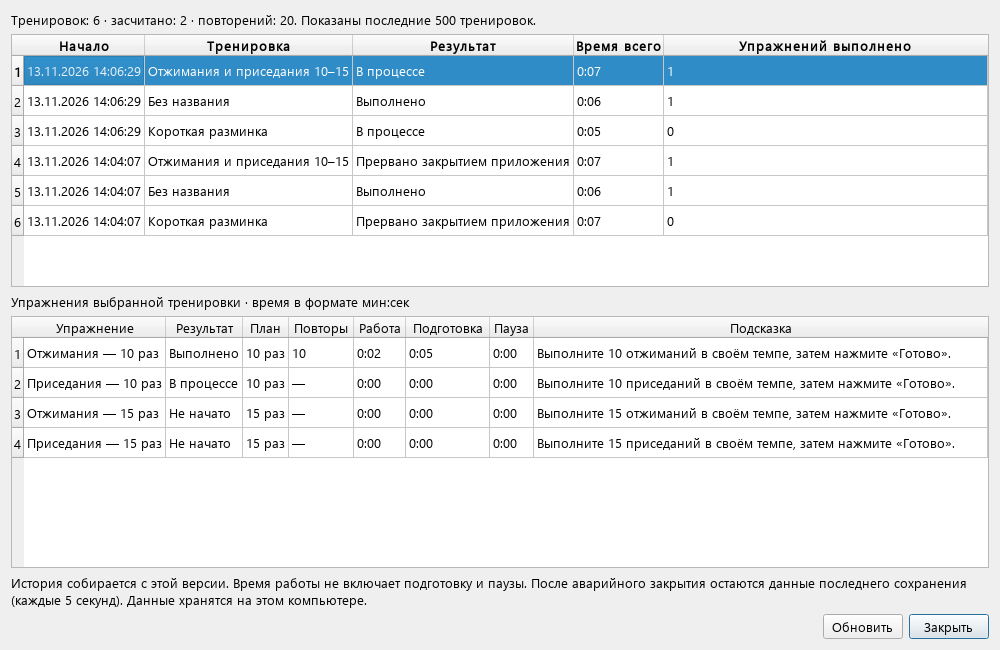 Тренировок: 6 · засчитано: 2 · повторений: 20. Показаны последние 500 тренировок.
Начало Тренировка Результат Время всего Упражнений выполнено
1 13.11.2026 14:06:29 Отжимания и приседания 10–15 В процессе 0:07 1
2 13.11.2026 14:06:29 Без названия Выполнено 0:06 1
3 13.11.2026 14:06:29 Короткая разминка В процессе 0:05 0
4 13.11.2026 14:04:07 Отжимания и приседания 10–15 Прервано закрытием приложения 0:07 1
5 13.11.2026 14:04:07 Без названия Выполнено 0:06 1
6 13.11.2026 14:04:07 Короткая разминка Прервано закрытием приложения 0:07 0
Упражнения выбранной тренировки · время в формате мин:сек
Упражнение Результат План Повторы Работа Подготовка Пауза Подсказка
1 Отжимания — 10 раз Выполнено 10 раз 10 0:02 0:05 0:00 Выполните 10 отжиманий в своём темпе, затем нажмите «Готово».
2 Приседания — 10 раз В процессе 10 раз — 0:00 0:00 0:00 Выполните 10 приседаний в своём темпе, затем нажмите «Готово».
3 Отжимания — 15 раз Не начато 15 раз — 0:00 0:00 0:00 Выполните 15 отжиманий в своём темпе, затем нажмите «Готово».
4 Приседания — 15 раз Не начато 15 раз — 0:00 0:00 0:00 Выполните 15 приседаний в своём темпе, затем нажмите «Готово».
История собирается с этой версии. Время работы не включает подготовку и паузы. После аварийного закрытия остаются данные последнего сохранения
(каждые 5 секунд). Данные хранятся на этом компьютере.
Обновить Закрыть